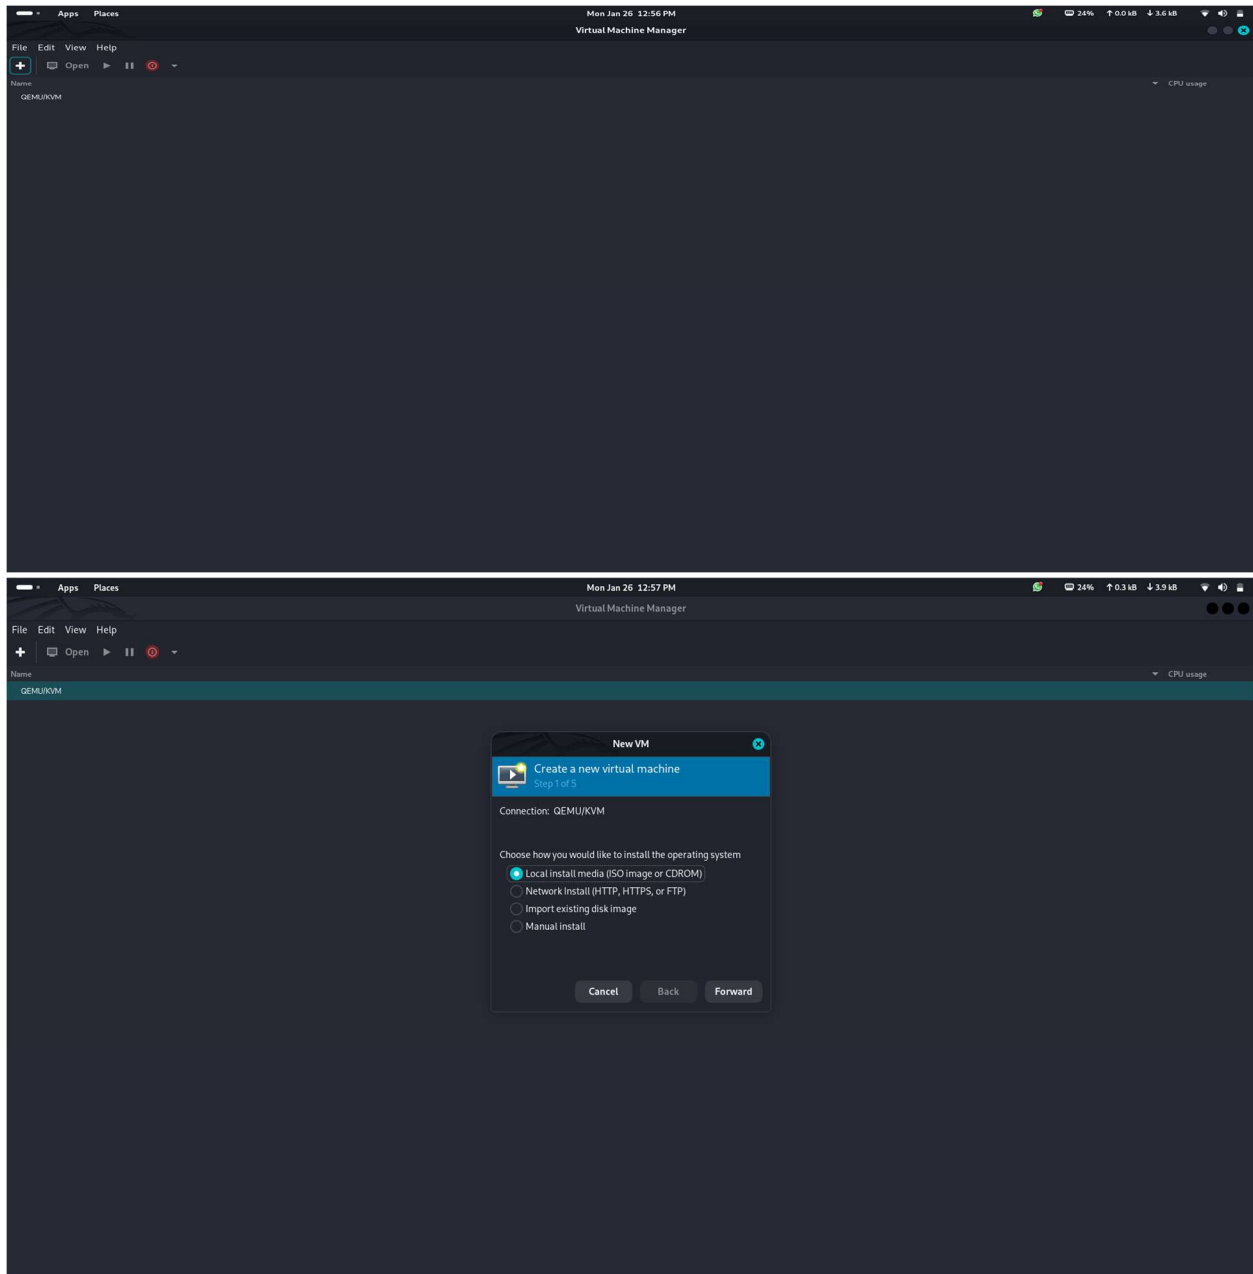 Apps Places Mon Jan 26 12:56 PM 24% ↑ 0.0 kB ↓ 3.6 kB
Virtual Machine Manager
File Edit View Help
Open
Name CPU usage
QEMU/KVM
Apps Places Mon Jan 26 12:57 PM 24% ↑ 0.3 kB ↓ 3.9 kB
Virtual Machine Manager
File Edit View Help
Open
Name CPU usage
QEMU/KVM
New VM
Create a new virtual machine
Step 1 of 5
Connection: QEMU/KVM
Choose how you would like to install the operating system
Local install media (ISO image or CDROM)
Network Install (HTTP, HTTPS, or FTP)
Import existing disk image
Manual install
Cancel Back Forward